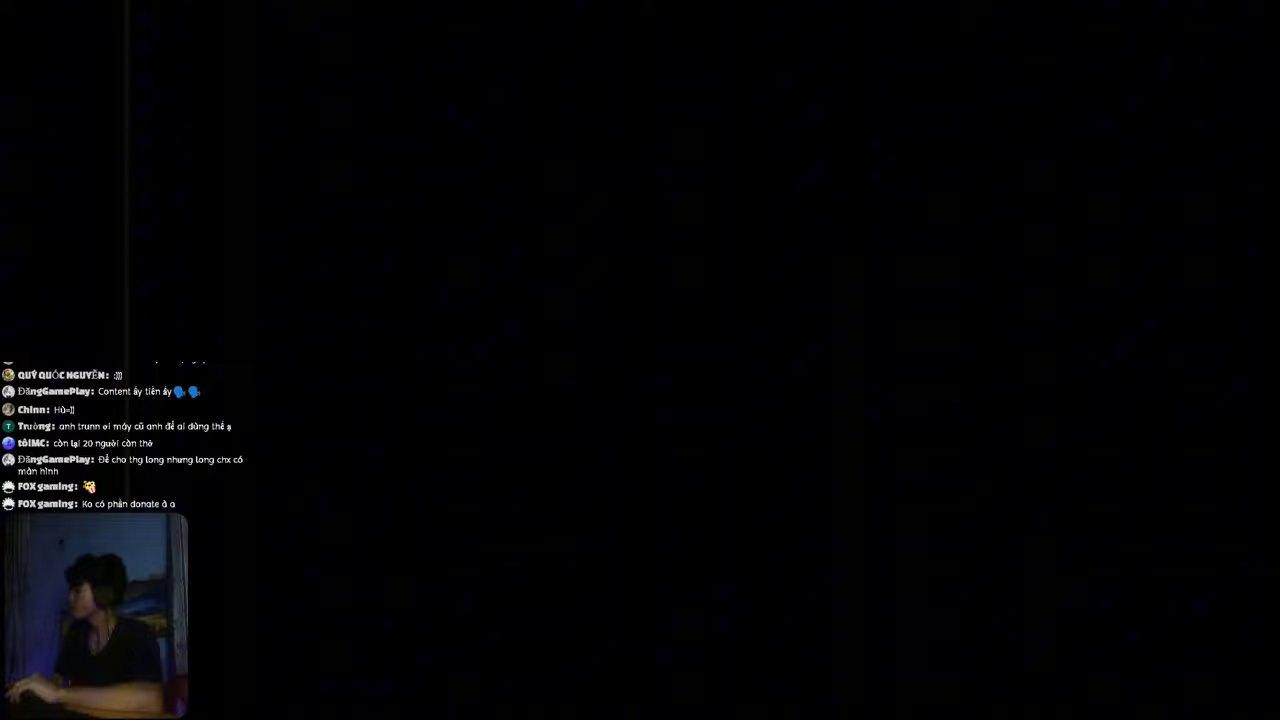 QUÝ QUỐC NGUYỄN: :)))
ĐăngGamePlay: Content ấy tiền ấy🗣️🗣️
Chinn: Hù=))
T Trường: anh trunn ơi máy cũ anh để ai dùng thế ạ
tôiMC: còn lại 20 người còn thở
ĐăngGamePlay: Để cho thg long nhưng long chx có
màn hình
FOX gaming:
FOX gaming: Ko có phần donate à a